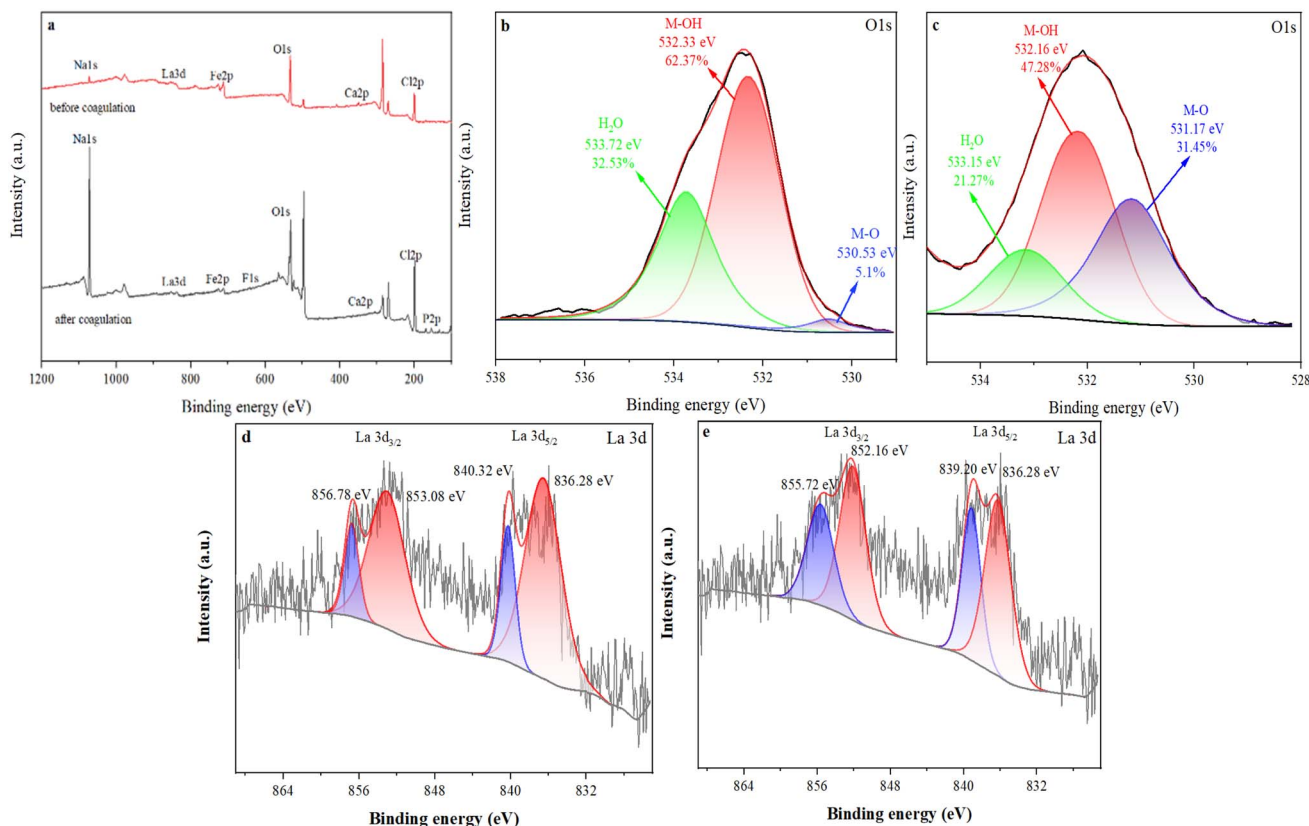 a
Na1s
La3d
Fe2p
O1s
Ca2p
Cl2p
before coagulation
Na1s
La3d
Fe2p
F1s
O1s
Ca2p
Cl2p
P2p
after coagulation
Intensity (a.u.)
1200 1000 800 600 400 200
Binding energy (eV)
b
O1s
M-OH
532.33 eV
62.37%
H₂O
533.72 eV
32.53%
M-O
530.53 eV
5.1%
Intensity (a.u.)
538 536 534 532 530
Binding energy (eV)
c
O1s
M-OH
532.16 eV
47.28%
M-O
531.17 eV
31.45%
H₂O
533.15 eV
21.27%
Intensity (a.u.)
534 532 530 528
Binding energy (eV)
d
La 3d₃/₂
La 3d₅/₂
La 3d
856.78 eV
853.08 eV
840.32 eV
836.28 eV
Intensity (a.u.)
864 856 848 840 832
Binding energy (eV)
e
La 3d₃/₂
La 3d₅/₂
La 3d
855.72 eV
852.16 eV
839.20 eV
836.28 eV
Intensity (a.u.)
864 856 848 840 832
Binding energy (eV)